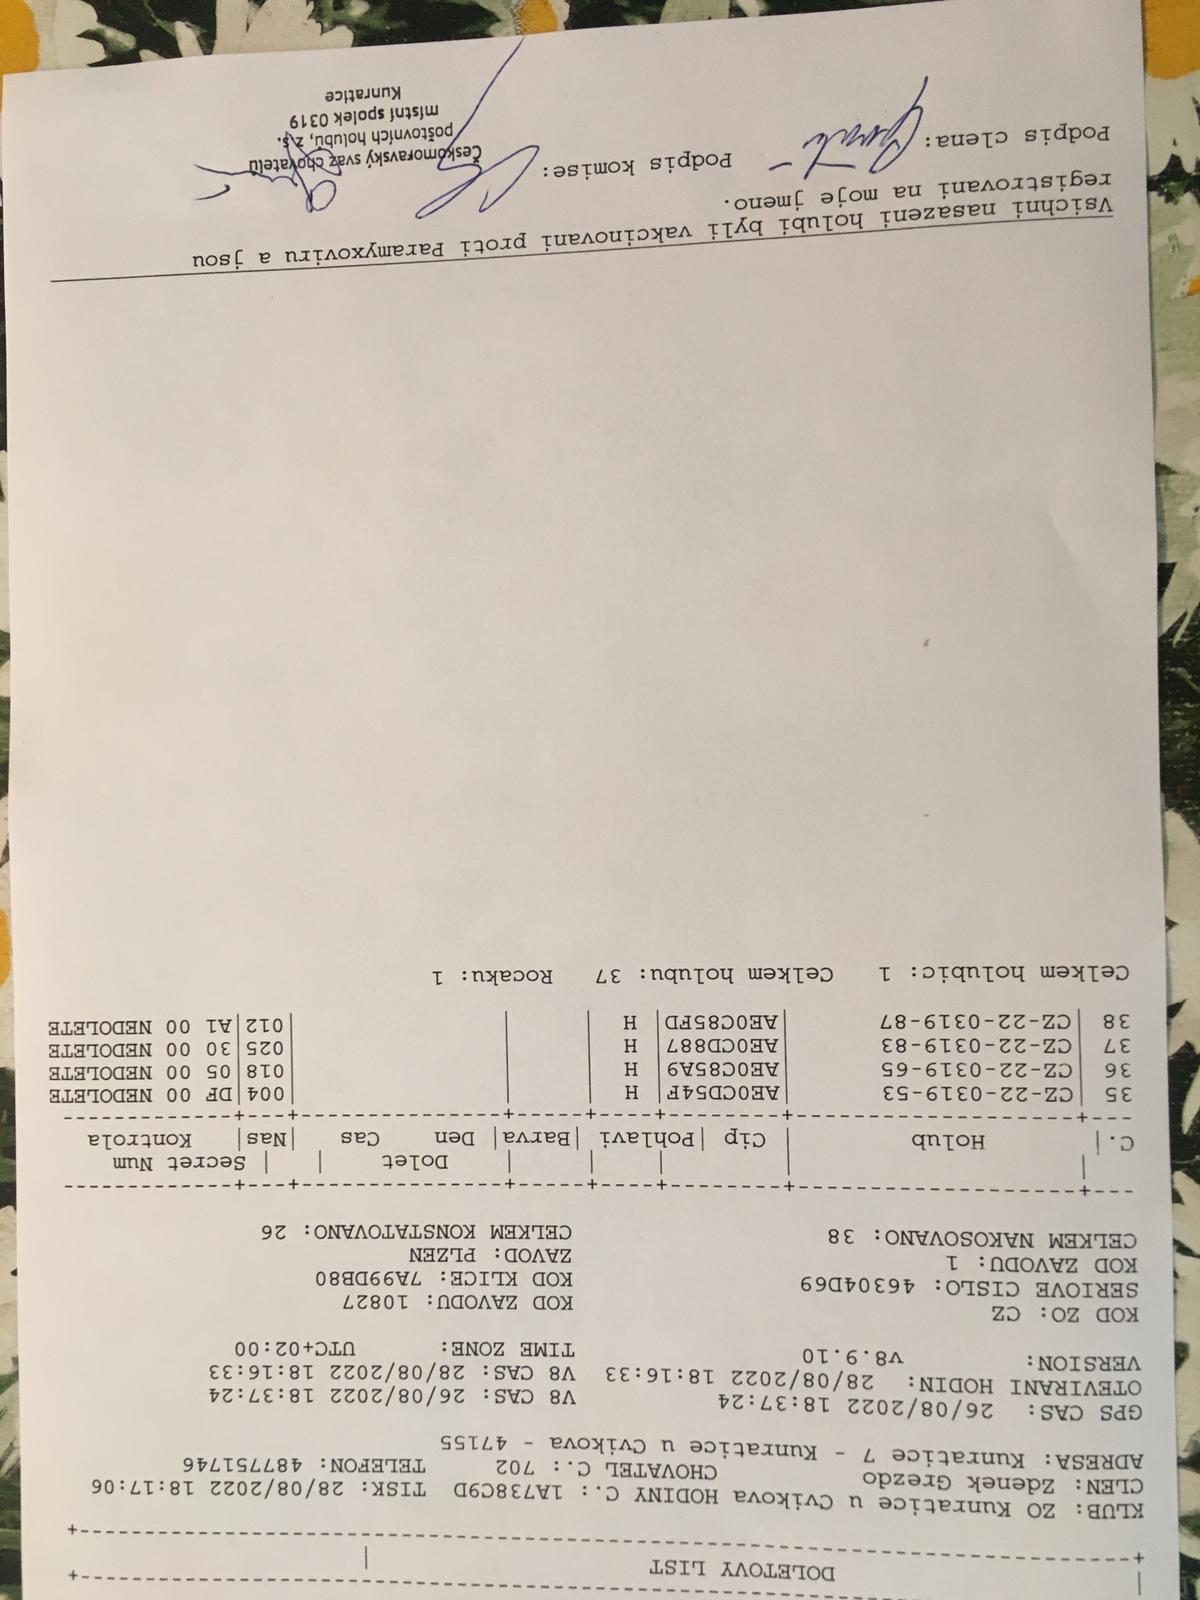 DOLETOVY LIST
KLUB: ZO Kunratice u Cvikova HODINY C.: 1A738C9D TISK: 28/08/2022 18:17:06
CLEN: Zdenek Grezdo CHOVATEL C.: 702 TELEFON: 487751746
ADRESA: Kunratice 7 - Kunratice u Cvikova - 47155
GPS CAS: 26/08/2022 18:37:24 V8 CAS: 26/08/2022 18:37:24
OTEVIRANI HODIN: 28/08/2022 18:16:33 V8 CAS: 28/08/2022 18:16:33
VERSION: v8.9.10 TIME ZONE: UTC+02:00
KOD ZO: CZ KOD ZAVODU: 10827
SERIOVE CISLO: 46304D69 KOD KLICE: 7A99DB80
KOD ZAVODU: 1 ZAVOD: PLZEN
CELKEM NAKOSOVANO: 38 CELKEM KONSTATOVANO: 26
| | | | | Dolet | | Secret Num
C.| Holub | Cip |Pohlavi |Barva| Den Cas |Nas| Kontrola
35 |CZ-22-0319-53 |AE0CD54F| H | | |004|DF 00 NEDOLETE
36 |CZ-22-0319-65 |AE0C85A9| H | | |018|05 00 NEDOLETE
37 |CZ-22-0319-83 |AE0CD887| H | | |025|30 00 NEDOLETE
38 |CZ-22-0319-87 |AE0C85FD| H | | |012|A1 00 NEDOLETE
Celkem holubic: 1 Celkem holubu: 37 Rocaku: 1
Vsichni nasazeni holubi byli vakcinovani proti Paramyxoviru a jsou
registrovani na moje jmeno.
Podpis clena: Podpis komise:
Českomoravský svaz chovatelů
poštovních holubů, z.s.
místní spolek 0319
Kunratice